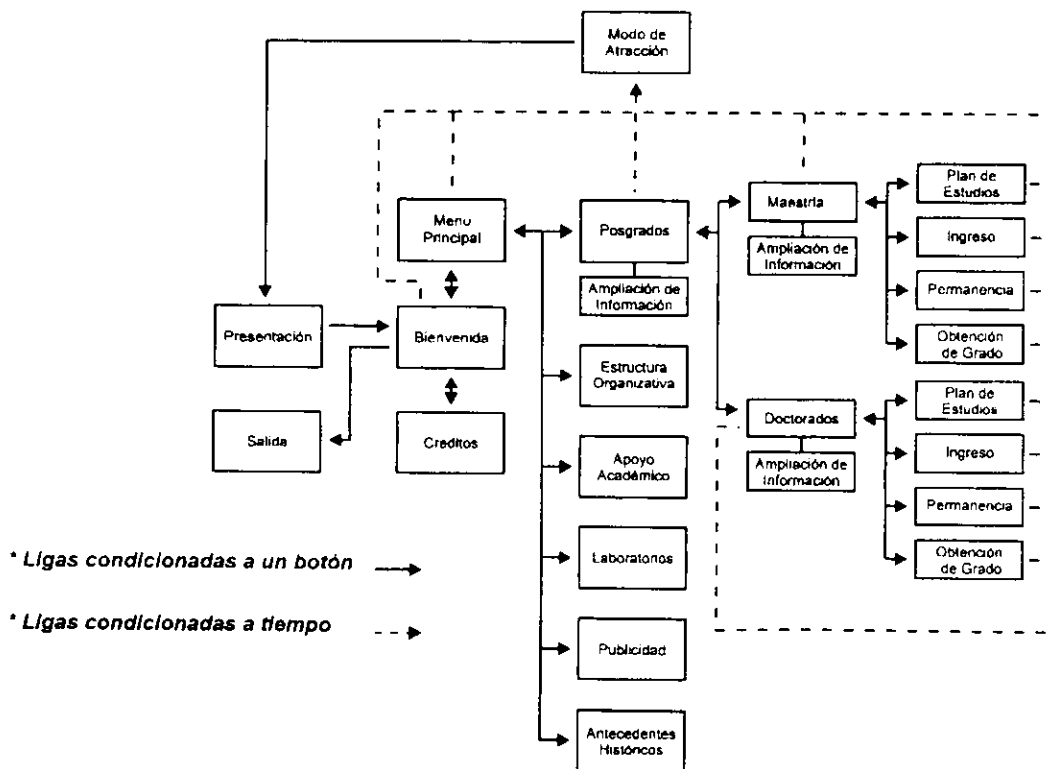 Modo de
Atracción
Menu
Principal
Posgrados
Ampliación de
Información
Maestría
Ampliación de
Información
Plan de
Estudios
Ingreso
Permanencia
Obtención
de Grado
Presentación
Bienvenida
Salida
Creditos
Estructura
Organizativa
Apoyo
Académico
Laboratorios
Publicidad
Antecedentes
Históricos
Doctorados
Ampliación de
Información
Plan de
Estudios
Ingreso
Permanencia
Obtención
de Grado
* Ligas condicionadas a un botón
* Ligas condicionadas a tiempo